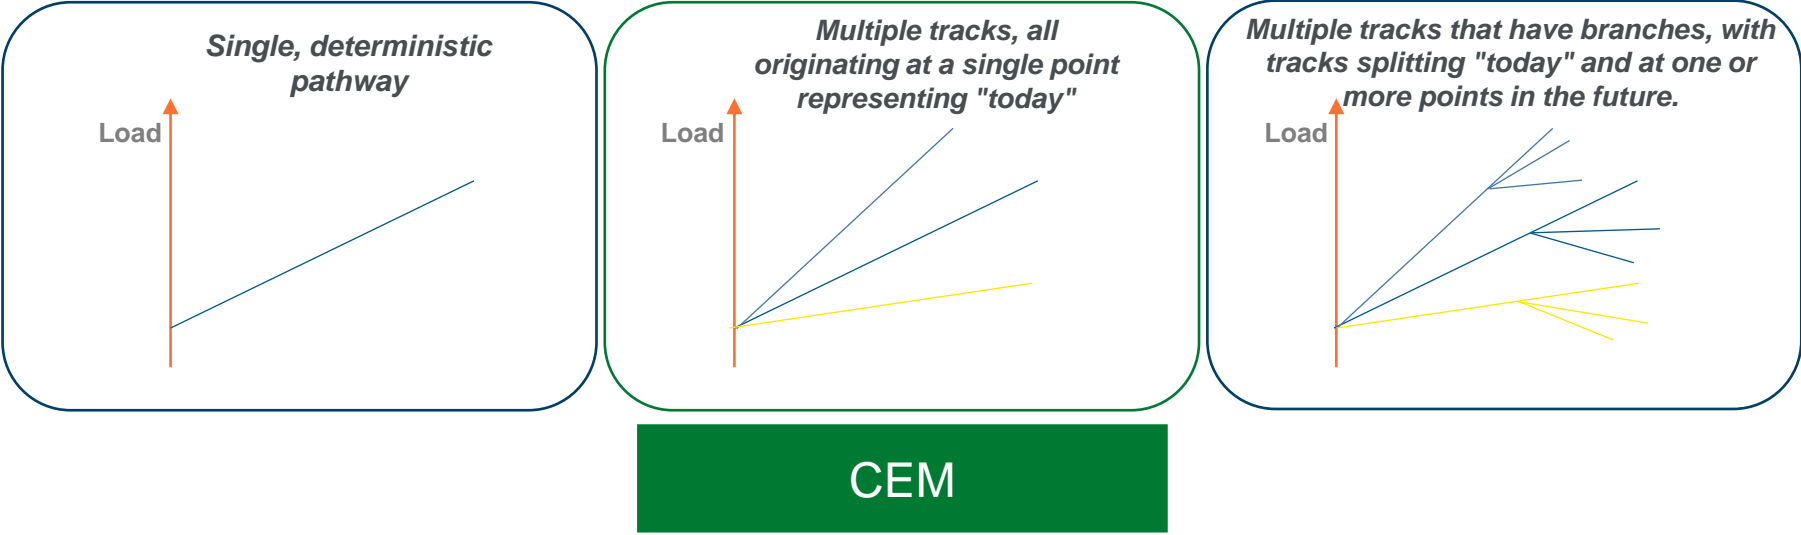 Single, deterministic
pathway
Load
Multiple tracks, all
originating at a single point
representing "today"
Load
Multiple tracks that have branches, with
tracks splitting "today" and at one or
more points in the future.
Load
CEM